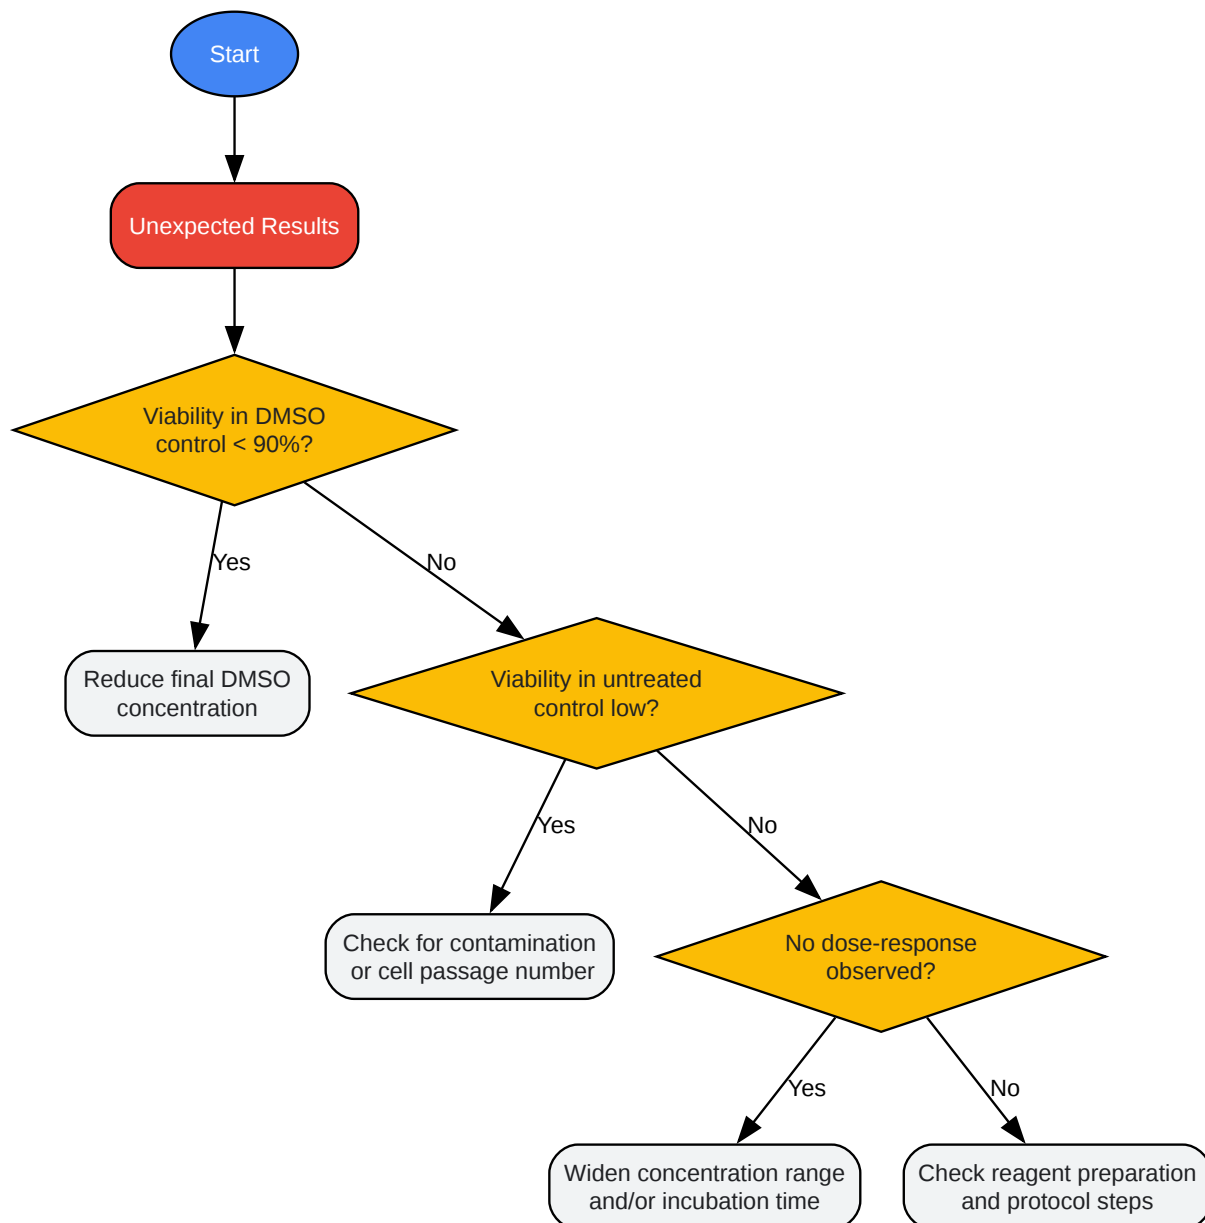 Start
Unexpected Results
Viability in DMSO
control < 90%?
Yes
No
Reduce final DMSO
concentration
Viability in untreated
control low?
Yes
No
Check for contamination
or cell passage number
No dose-response
observed?
Yes
No
Widen concentration range
and/or incubation time
Check reagent preparation
and protocol steps